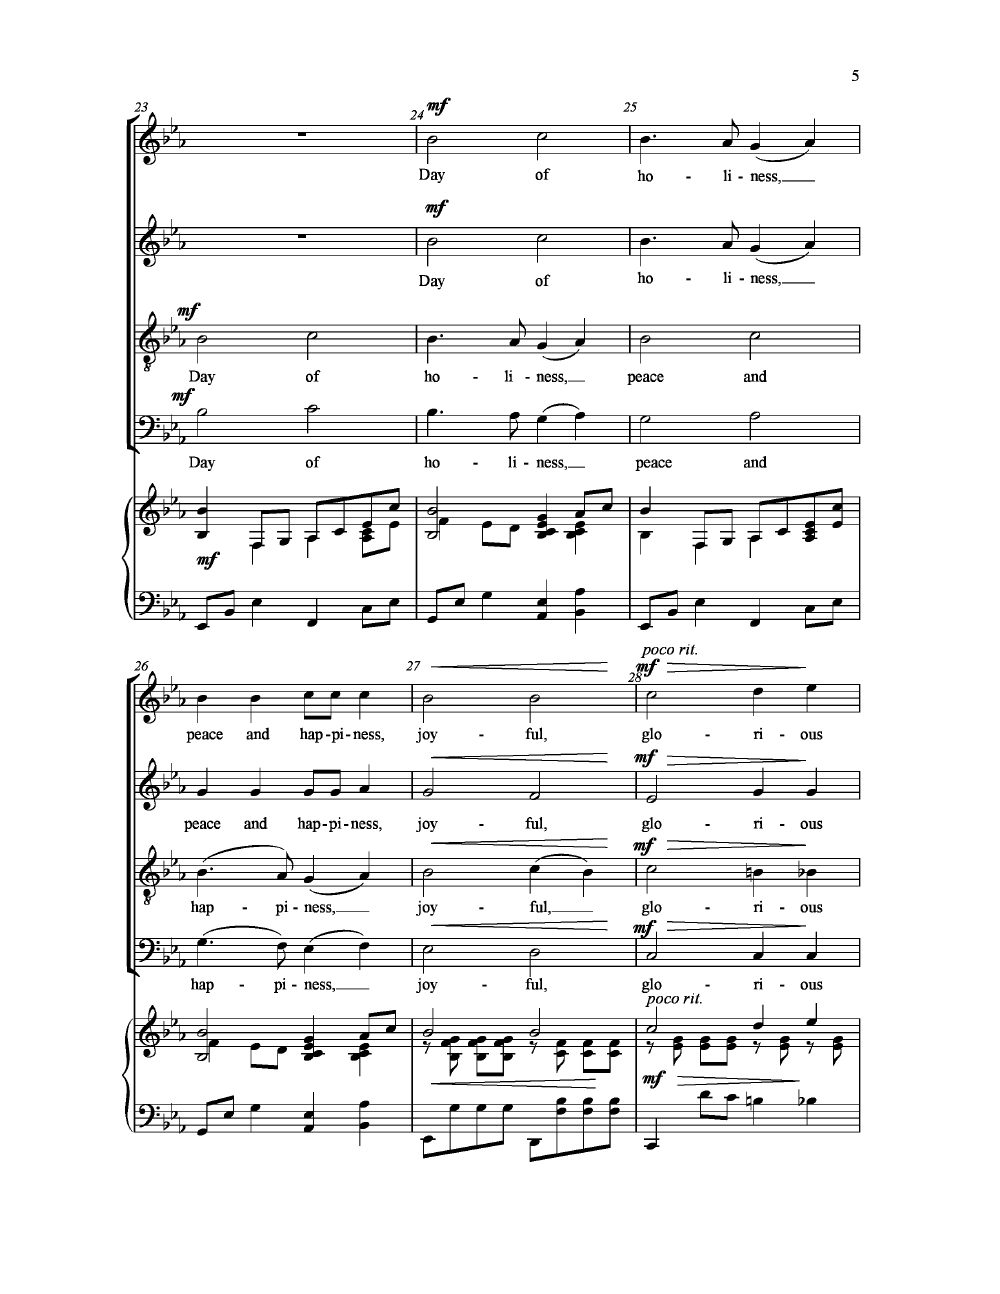 5
23 24 25
mf
Day of ho - li - ness,
mf
Day of ho - li - ness,
mf
Day of ho - li - ness, peace and
mf
Day of ho - li - ness, peace and
mf
poco rit.
26 27 28
mf
peace and hap - pi - ness, joy - ful, glo - ri - ous
mf
peace and hap - pi - ness, joy - ful, glo - ri - ous
mf
hap - pi - ness, joy - ful, glo - ri - ous
mf
hap - pi - ness, joy - ful, glo - ri - ous
poco rit.
mf